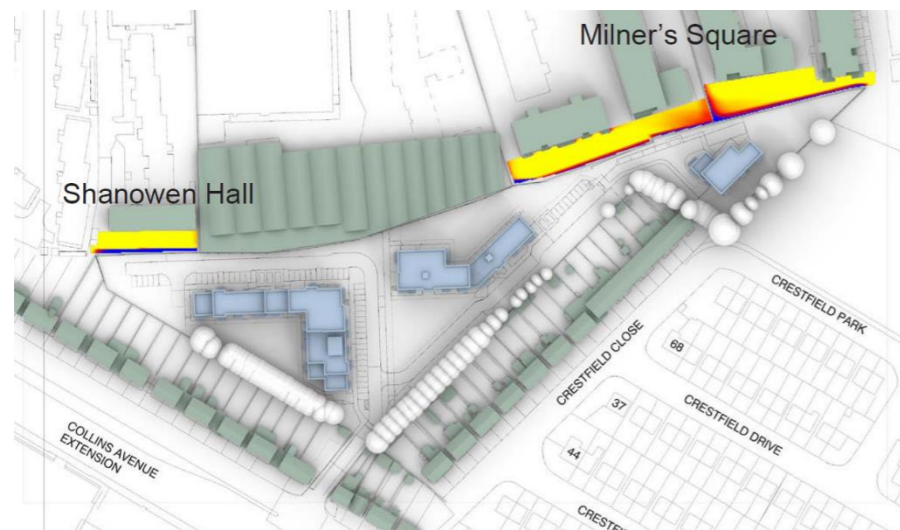 Milner's Square
Shanowen Hall
CRESTFIELD PARK
CRESTFIELD CLOSE
68
CRESTFIELD DRIVE
37
44
COLLINS AVENUE
EXTENSION